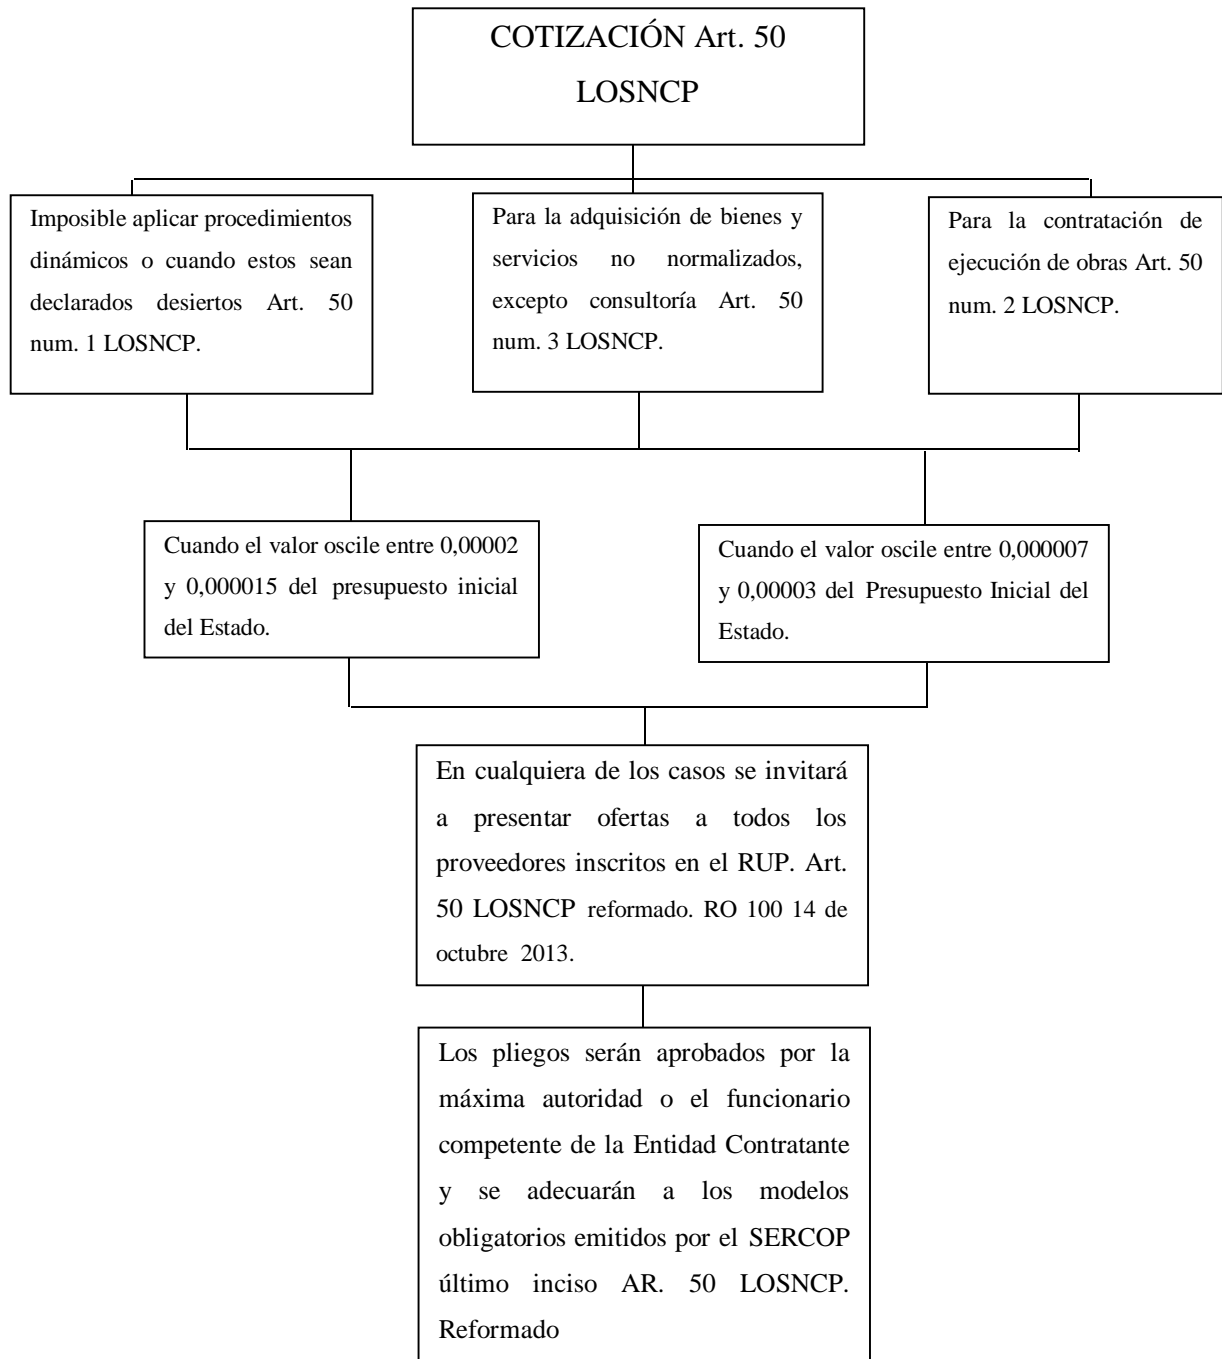 COTIZACIÓN Art. 50
LOSNCP
Imposible aplicar procedimientos
dinámicos o cuando estos sean
declarados desiertos Art. 50
num. 1 LOSNCP.
Para la adquisición de bienes y
servicios no normalizados,
excepto consultoría Art. 50
num. 3 LOSNCP.
Para la contratación de
ejecución de obras Art. 50
num. 2 LOSNCP.
Cuando el valor oscile entre 0,00002
y 0,000015 del presupuesto inicial
del Estado.
Cuando el valor oscile entre 0,000007
y 0,00003 del Presupuesto Inicial del
Estado.
En cualquiera de los casos se invitará
a presentar ofertas a todos los
proveedores inscritos en el RUP. Art.
50 LOSNCP reformado. RO 100 14 de
octubre 2013.
Los pliegos serán aprobados por la
máxima autoridad o el funcionario
competente de la Entidad Contratante
y se adecuarán a los modelos
obligatorios emitidos por el SERCOP
último inciso AR. 50 LOSNCP.
Reformado